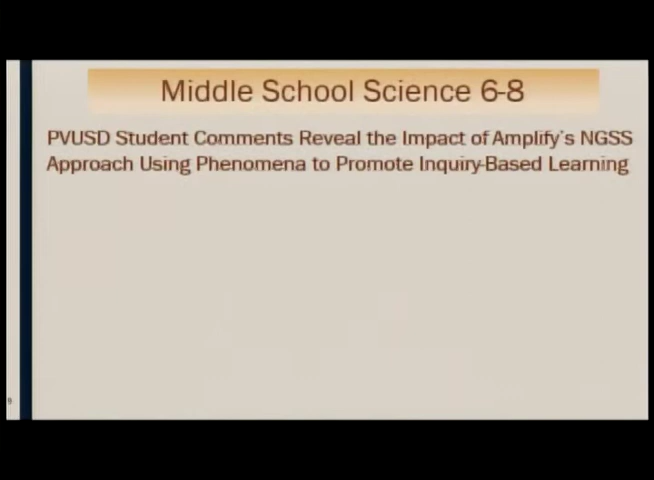 Middle School Science 6-8
PVUSD Student Comments Reveal the Impact of Amplify's NGSS
Approach Using Phenomena to Promote Inquiry-Based Learning
9